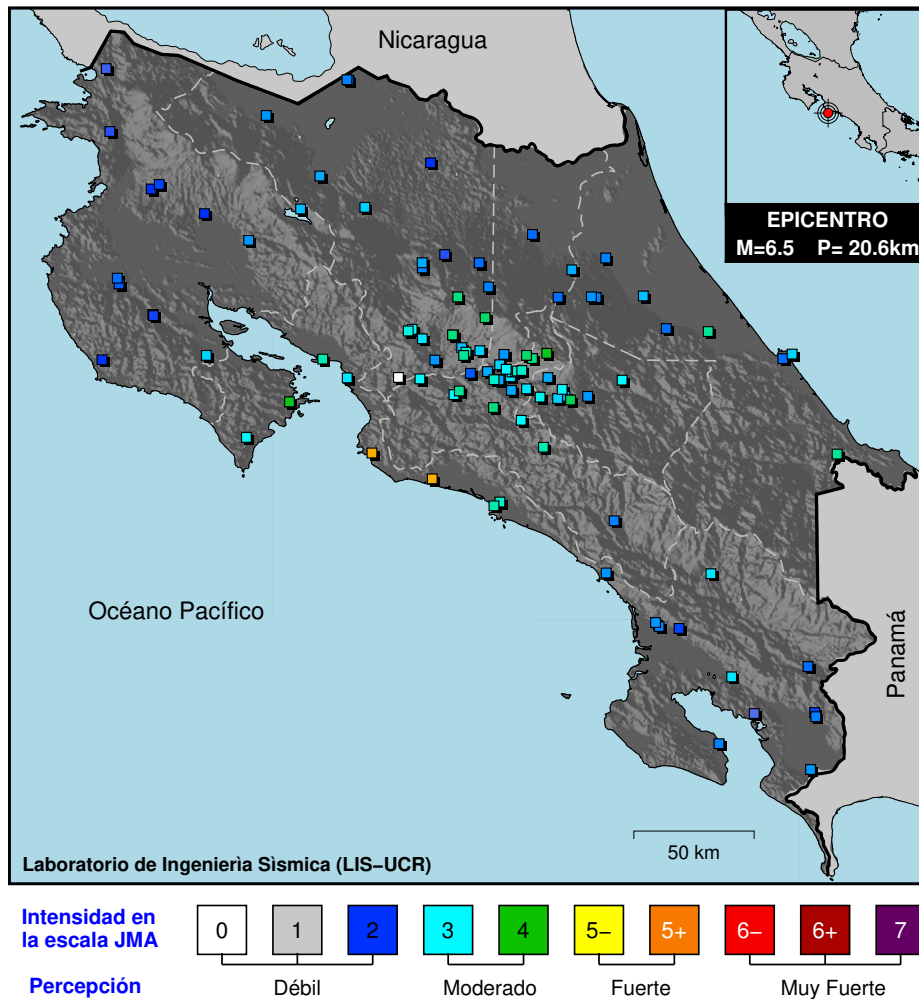 Nicaragua
EPICENTRO
M=6.5 P= 20.6km
Océano Pacífico
Panamá
50 km
Laboratorio de Ingenierìa Sìsmica (LIS–UCR)
Intensidad en
la escala JMA
0 1 2 3 4 5– 5+ 6– 6+ 7
Percepción Débil Moderado Fuerte Muy Fuerte